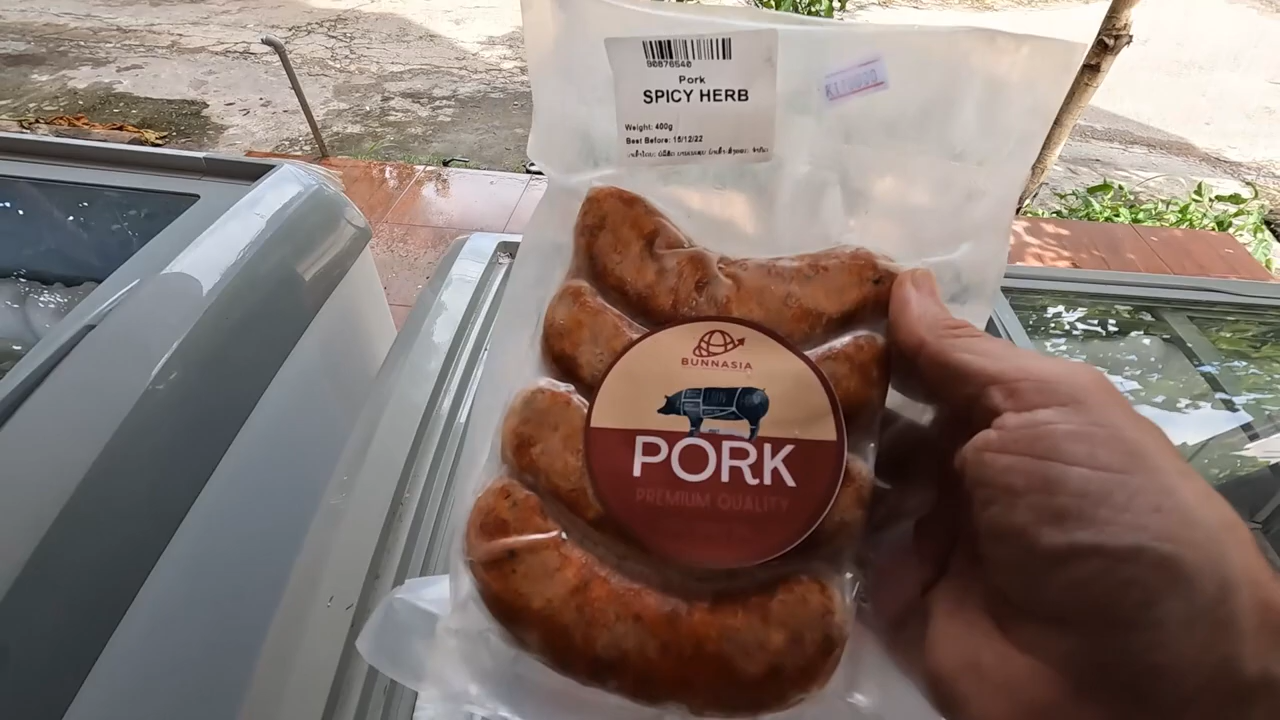 90876540
Pork
SPICY HERB
Weight: 400g
Best Before: 15/12/22
BUNNASIA
PORK
PREMIUM QUALITY